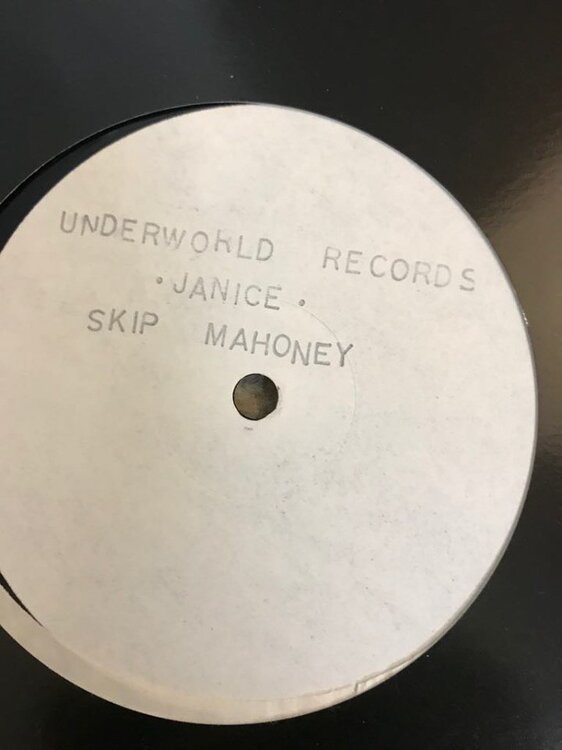 UNDERWORLD RECORDS
• JANICE •
SKIP MAHONEY